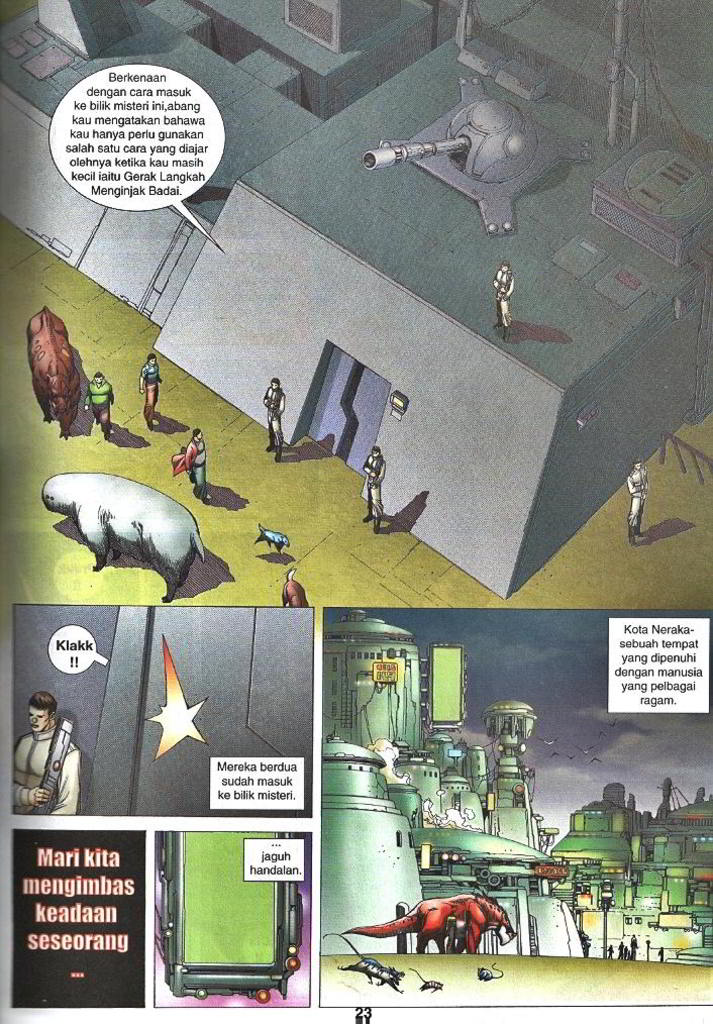 Berkenaan
dengan cara masuk
ke bilik misteri ini,abang
kau mengatakan bahawa
kau hanya perlu gunakan
salah satu cara yang diajar
olehnya ketika kau masih
kecil iaitu Gerak Langkah
Menginjak Badai.
Klakk
!!
Mereka berdua
sudah masuk
ke bilik misteri.
Kota Neraka-
sebuah tempat
yang dipenuhi
dengan manusia
yang pelbagai
ragam.
Mari kita
mengimbas
keadaan
seseorang
...
...
jaguh
handalan.
23